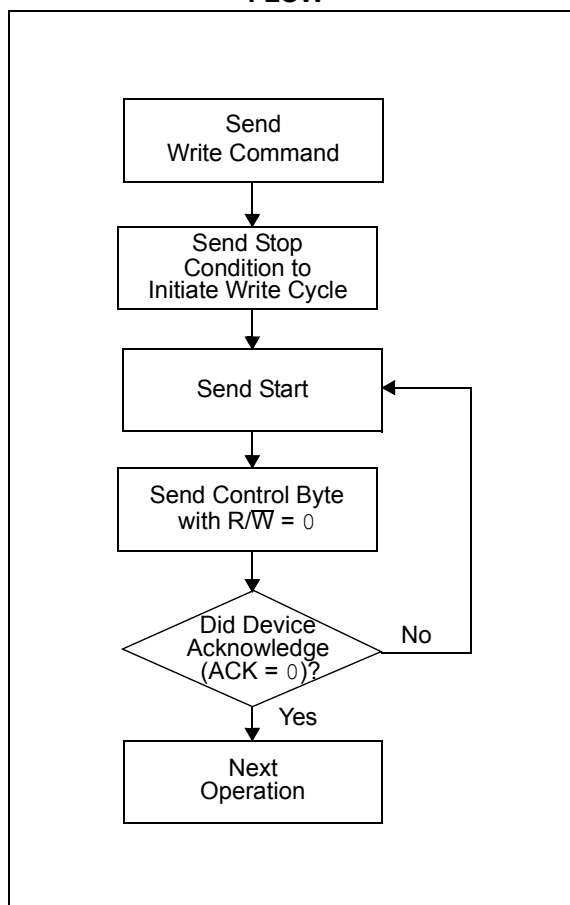 Send
Write Command
Send Stop
Condition to
Initiate Write Cycle
Send Start
Send Control Byte
with R/W̅ = 0
Did Device
Acknowledge
(ACK = 0)?
No
Yes
Next
Operation